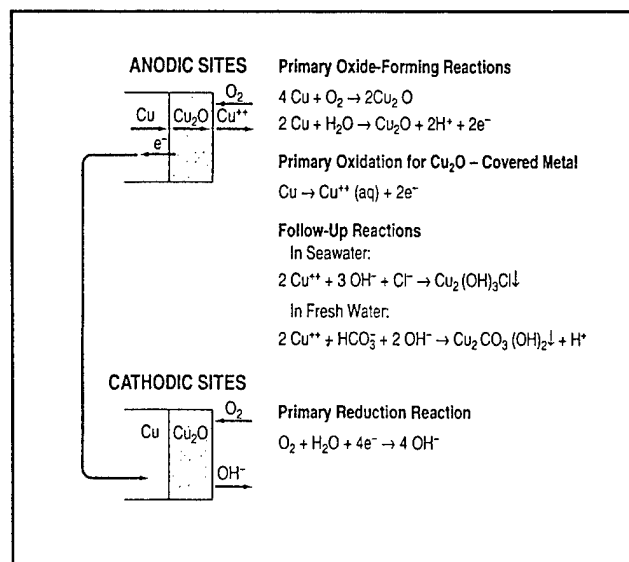 ANODIC SITES
O₂
Cu
Cu₂O
Cu⁺⁺
e⁻
Primary Oxide-Forming Reactions
4 Cu + O₂ → 2Cu₂ O
2 Cu + H₂O → Cu₂O + 2H⁺ + 2e⁻
Primary Oxidation for Cu₂O – Covered Metal
Cu → Cu⁺⁺ (aq) + 2e⁻
Follow-Up Reactions
In Seawater:
2 Cu⁺⁺ + 3 OH⁻ + Cl⁻ → Cu₂ (OH)₃Cl↓
In Fresh Water:
2 Cu⁺⁺ + HCO₃⁻ + 2 OH⁻ → Cu₂ CO₃ (OH)₂↓ + H⁺
CATHODIC SITES
O₂
Cu
Cu₂O
OH⁻
Primary Reduction Reaction
O₂ + H₂O + 4e⁻ → 4 OH⁻